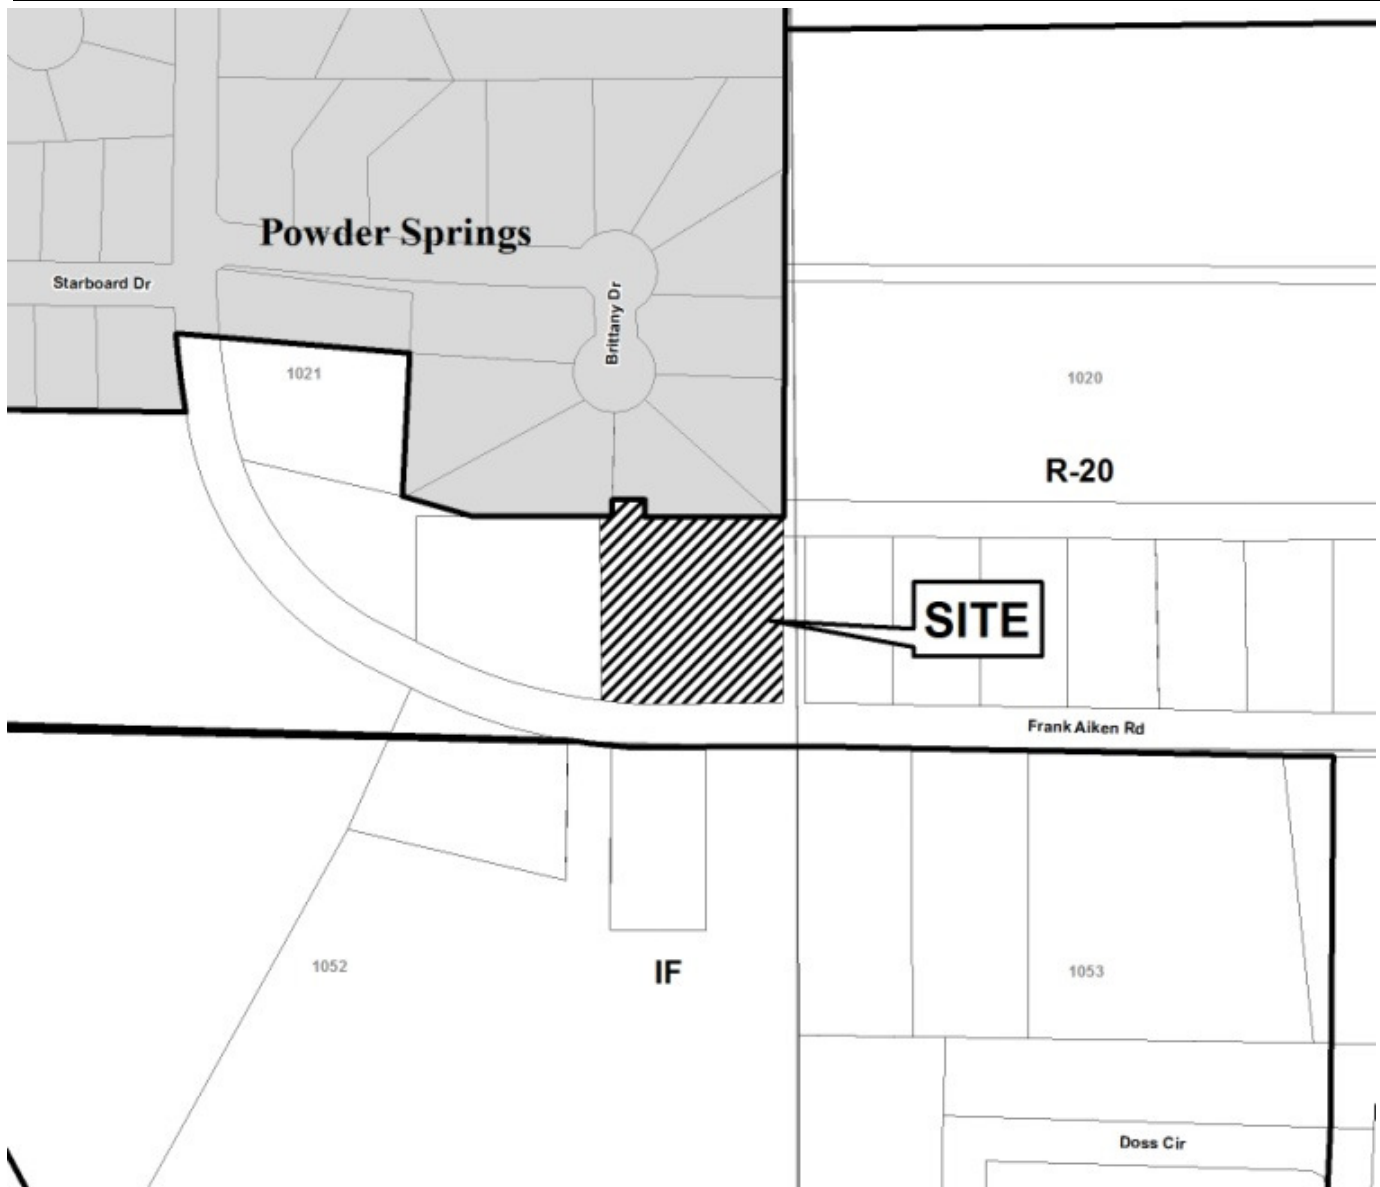 Powder Springs
Starboard Dr
Brittany Dr
1021
1020
R-20
SITE
Frank Aiken Rd
1052
IF
1053
Doss Cir